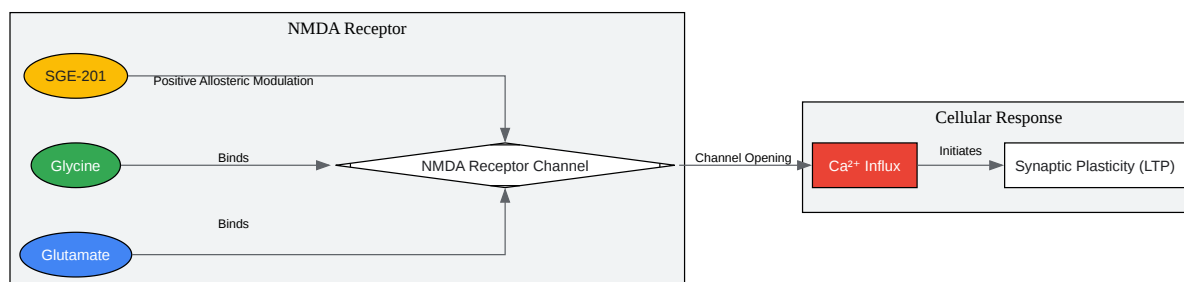 NMDA Receptor
SGE-201
Positive Allosteric Modulation
Glycine
Binds
NMDA Receptor Channel
Binds
Glutamate
Channel Opening
Cellular Response
Ca²⁺ Influx
Initiates
Synaptic Plasticity (LTP)